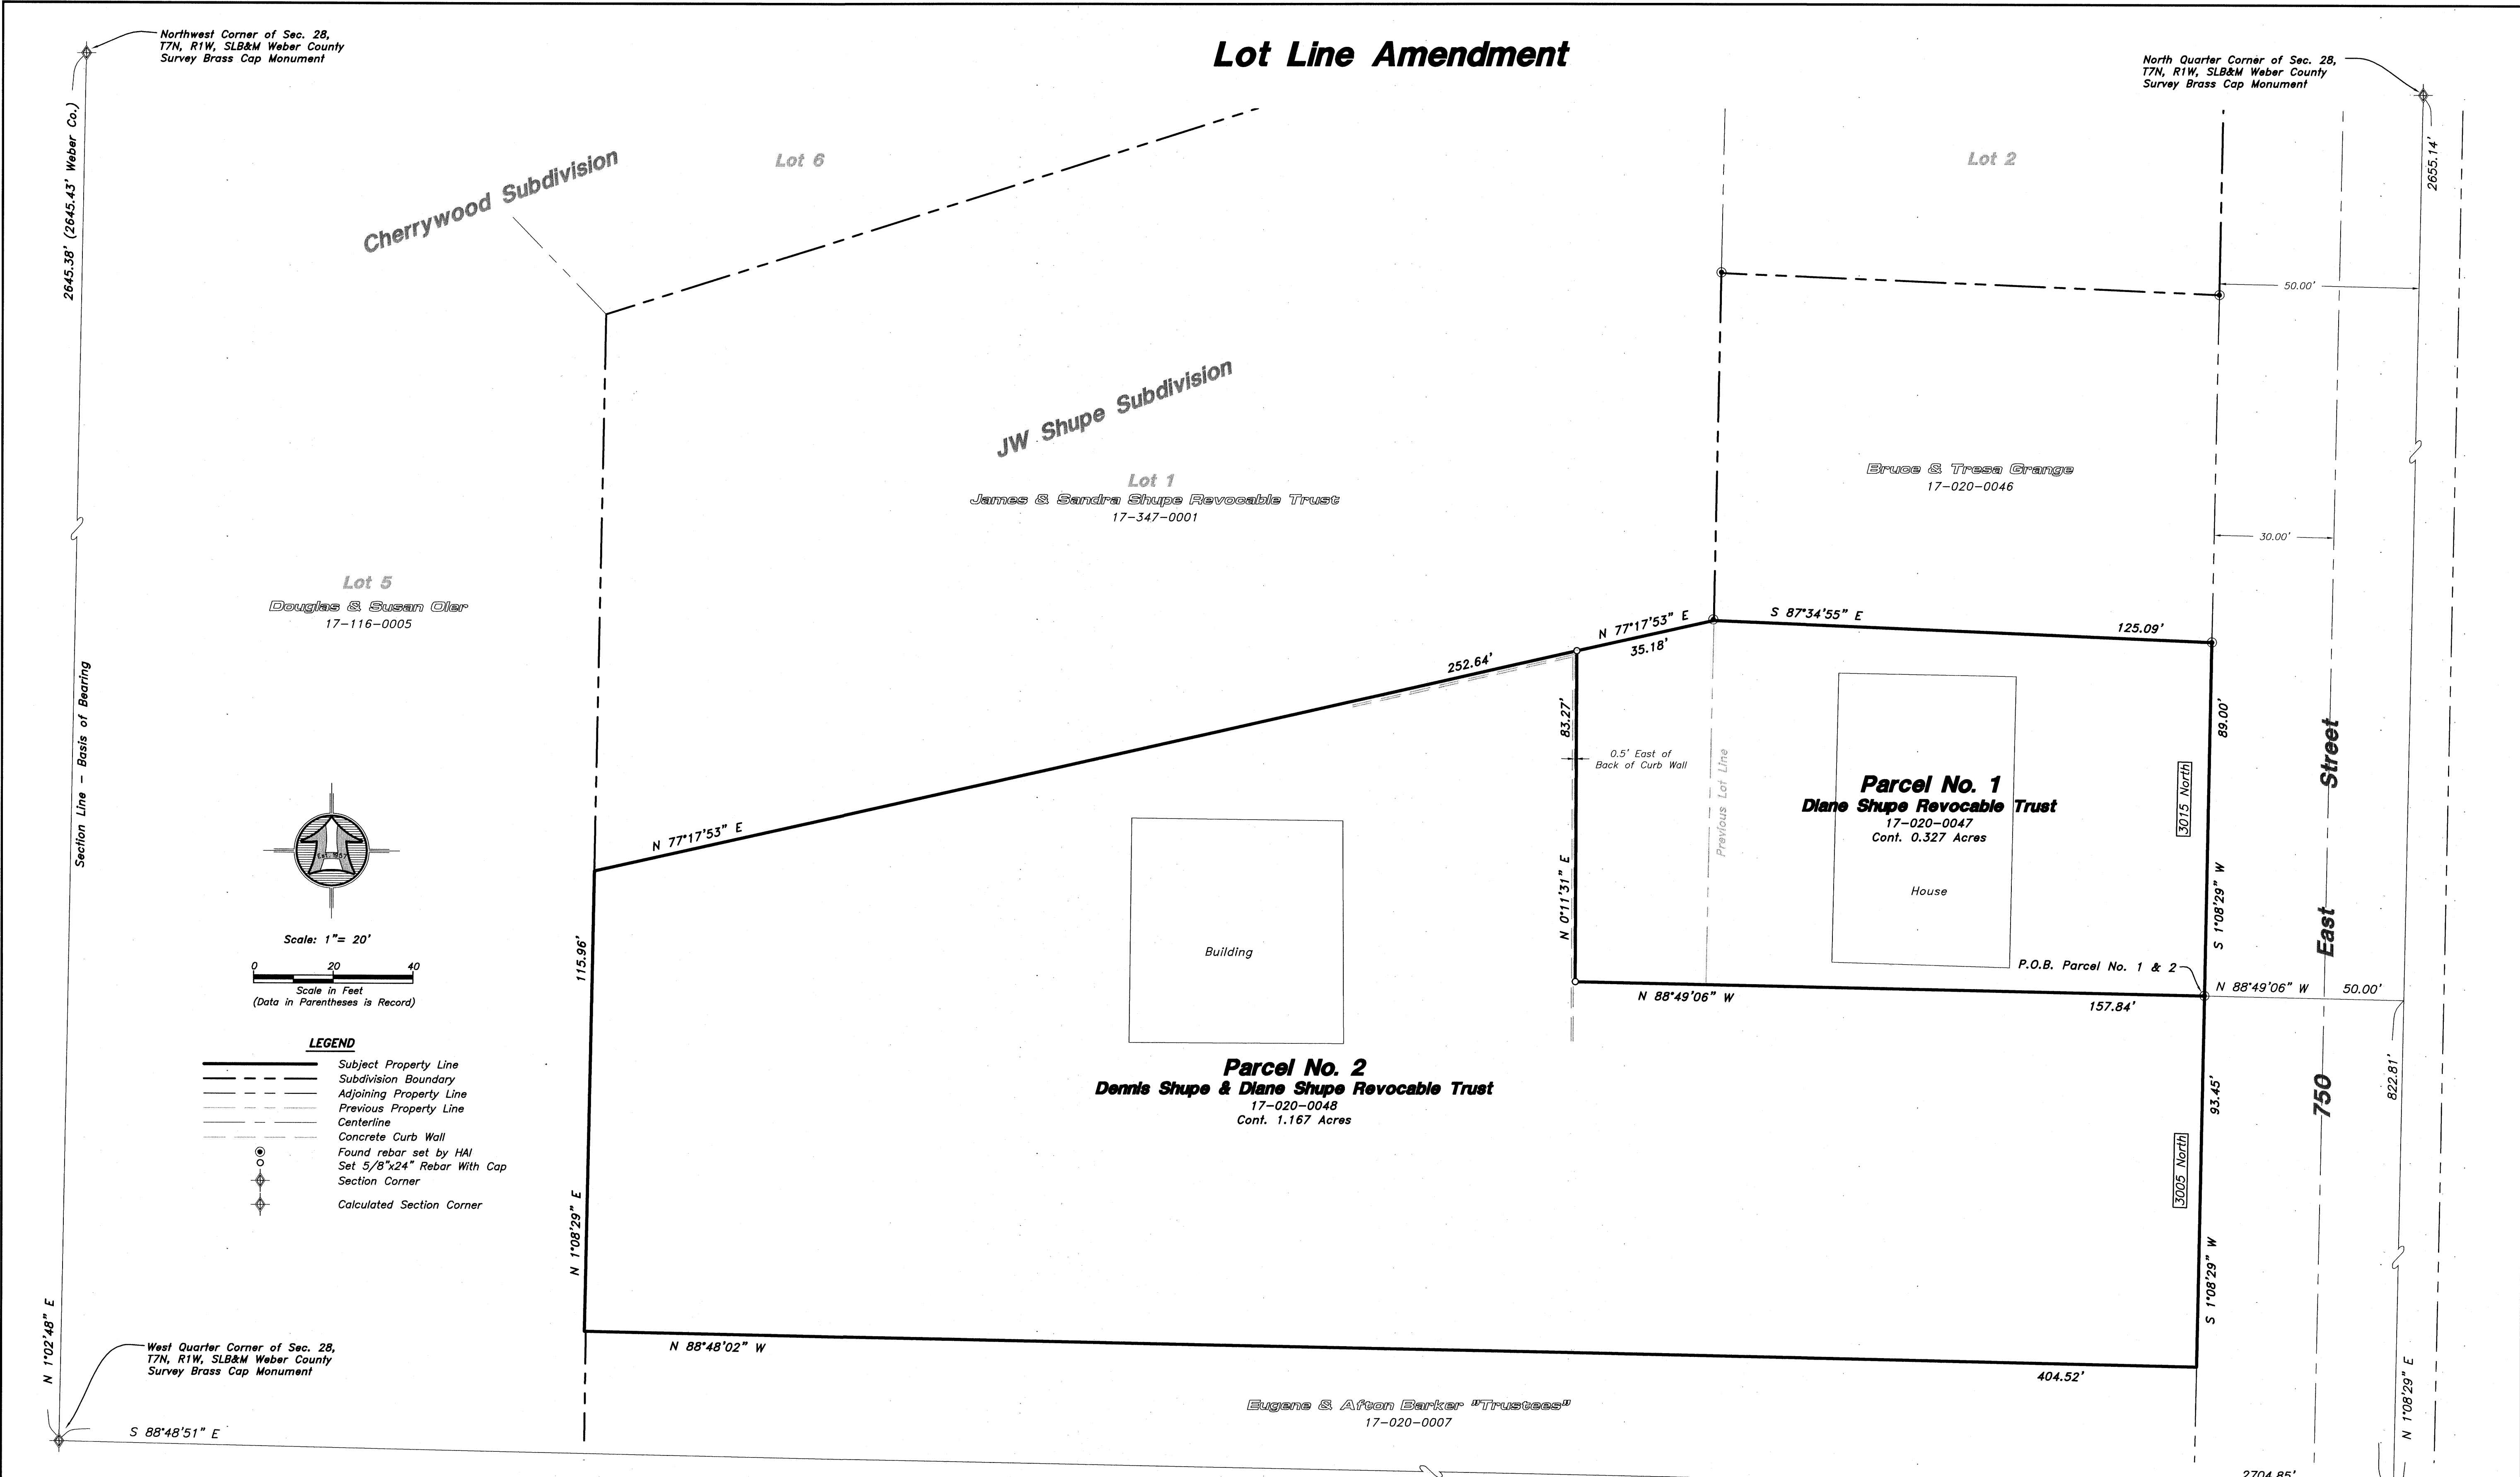 Lot Line Amendment
Northwest Corner of Sec. 28,
T7N, R1W, SLB&M Weber County
Survey Brass Cap Monument
North Quarter Corner of Sec. 28,
T7N, R1W, SLB&M Weber County
Survey Brass Cap Monument
2645.38' (2645.43' Weber Co.)
2655.14'
Cherrywood Subdivision
Lot 6
Lot 2
50.00'
JW Shupe Subdivision
Lot 1
James & Sandra Shupe Revocable Trust
17-347-0001
Bruce & Tresa Grange
17-020-0046
30.00'
Lot 5
Douglas & Susan Oler
17-116-0005
Section Line - Basis of Bearing
N 77°17'53" E
252.64'
N 77°17'53" E
35.18'
S 87°34'55" E
125.09'
83.27'
N 0°11'31" E
0.5' East of
Back of Curb Wall
Previous Lot Line
Parcel No. 1
Diane Shupe Revocable Trust
17-020-0047
Cont. 0.327 Acres
House
89.00'
3015 North
S 1°08'29" W
750 East Street
P.O.B. Parcel No. 1 & 2
N 88°49'06" W
50.00'
N 88°49'06" W
157.84'
Building
Parcel No. 2
Dennis Shupe & Diane Shupe Revocable Trust
17-020-0048
Cont. 1.167 Acres
115.96'
N 1°08'29" E
93.45'
3005 North
S 1°08'29" W
822.81'
N 1°08'29" E
N 88°48'02" W
404.52'
Scale: 1"= 20'
0 20 40
Scale in Feet
(Data in Parentheses is Record)
LEGEND
Subject Property Line
Subdivision Boundary
Adjoining Property Line
Previous Property Line
Centerline
Concrete Curb Wall
Found rebar set by HAI
Set 5/8"x24" Rebar With Cap
Section Corner
Calculated Section Corner
N 1°02'48" E
West Quarter Corner of Sec. 28,
T7N, R1W, SLB&M Weber County
Survey Brass Cap Monument
S 88°48'51" E
Eugene & Afton Barker "Trustees"
17-020-0007
2704.85'